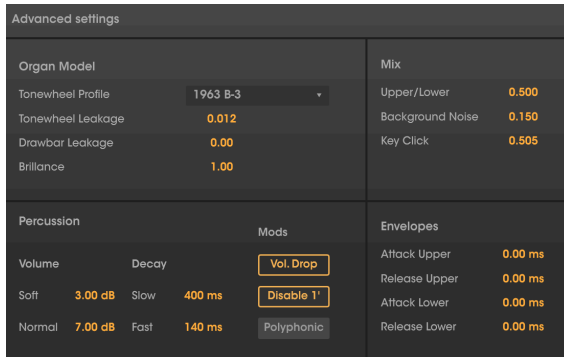 Advanced settings
Organ Model
Tonewheel Profile 1963 B-3
Tonewheel Leakage 0.012
Drawbar Leakage 0.00
Brillance 1.00
Mix
Upper/Lower 0.500
Background Noise 0.150
Key Click 0.505
Percussion
Mods
Volume Decay Vol. Drop
Soft 3.00 dB Slow 400 ms Disable 1'
Normal 7.00 dB Fast 140 ms Polyphonic
Envelopes
Attack Upper 0.00 ms
Release Upper 0.00 ms
Attack Lower 0.00 ms
Release Lower 0.00 ms